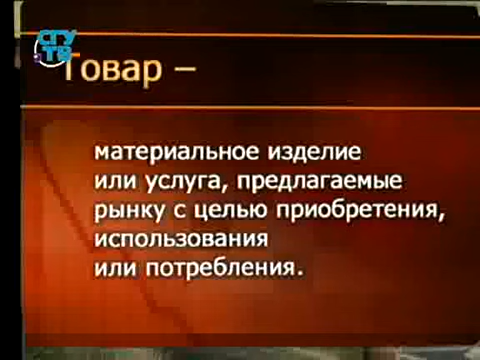 СГУ
ТВ
Товар –
материальное изделие
или услуга, предлагаемые
рынку с целью приобретения,
использования
или потребления.